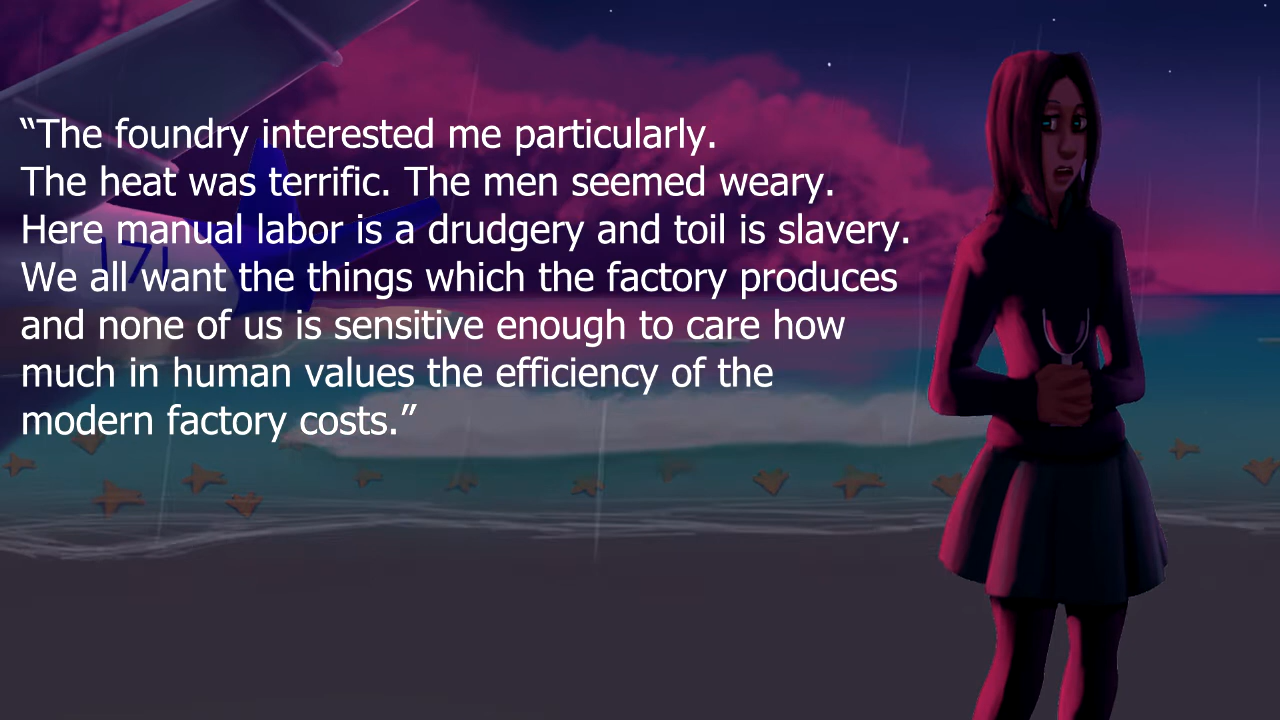 “The foundry interested me particularly.
The heat was terrific. The men seemed weary.
Here manual labor is a drudgery and toil is slavery.
We all want the things which the factory produces
and none of us is sensitive enough to care how
much in human values the efficiency of the
modern factory costs.”
171